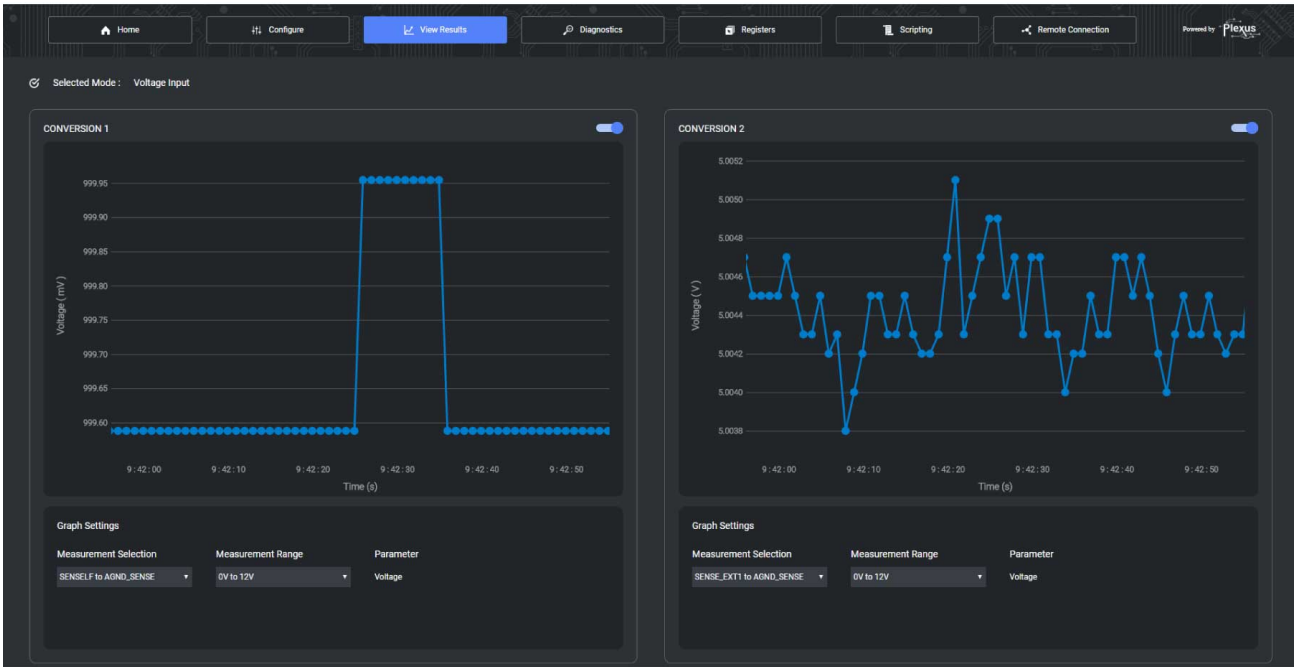 Home
Configure
View Results
Diagnostics
Registers
Scripting
Remote Connection
Powered by Plexus
Selected Mode : Voltage Input
CONVERSION 1
999.95
999.90
999.85
999.80
999.75
999.70
999.65
999.60
Voltage ( mV )
9:42:00 9:42:10 9:42:20 9:42:30 9:42:40 9:42:50
Time (s)
Graph Settings
Measurement Selection Measurement Range Parameter
SENSELF to AGND_SENSE 0V to 12V Voltage
CONVERSION 2
5.0052
5.0050
5.0048
5.0046
5.0044
5.0042
5.0040
5.0038
Voltage ( V )
9:42:00 9:42:10 9:42:20 9:42:30 9:42:40 9:42:50
Time (s)
Graph Settings
Measurement Selection Measurement Range Parameter
SENSE_EXT1 to AGND_SENSE 0V to 12V Voltage